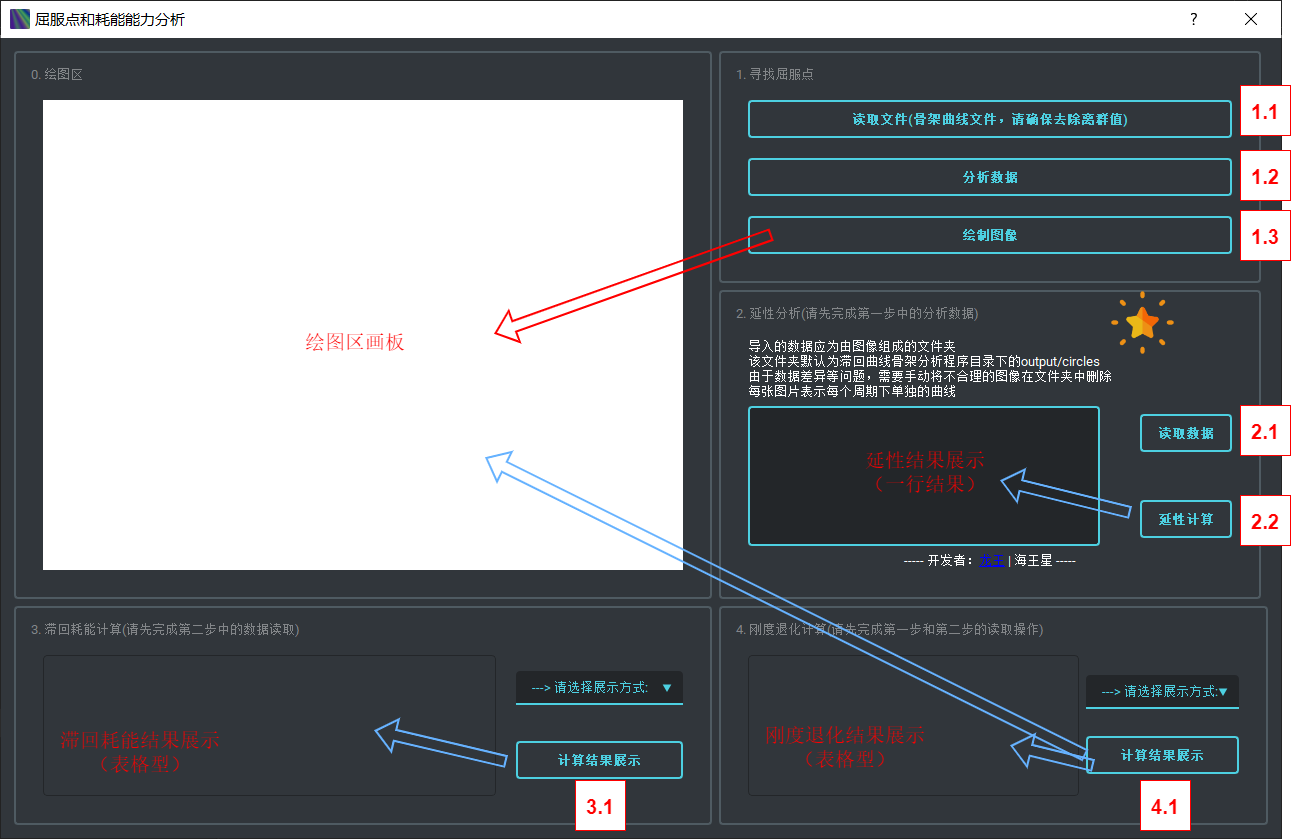 屈服点和耗能能力分析
?
0. 绘图区
绘图区画板
1. 寻找屈服点
读取文件(骨架曲线文件，请确保去除离群值)
1.1
分析数据
1.2
绘制图像
1.3
2. 延性分析(请先完成第一步中的分析数据)
导入的数据应为由图像组成的文件夹
该文件夹默认为滞回曲线骨架分析程序目录下的output/circles
由于数据差异等问题，需要手动将不合理的图像在文件夹中删除
每张图片表示每个周期下单独的曲线
延性结果展示
（一行结果）
读取数据
2.1
延性计算
2.2
----- 开发者：龙王 | 海王星 -----
3. 滞回耗能计算(请先完成第二步中的数据读取)
滞回耗能结果展示
（表格型）
---> 请选择展示方式:
计算结果展示
3.1
4. 刚度退化计算(请先完成第一步和第二步的读取操作)
刚度退化结果展示
（表格型）
---> 请选择展示方式:
计算结果展示
4.1